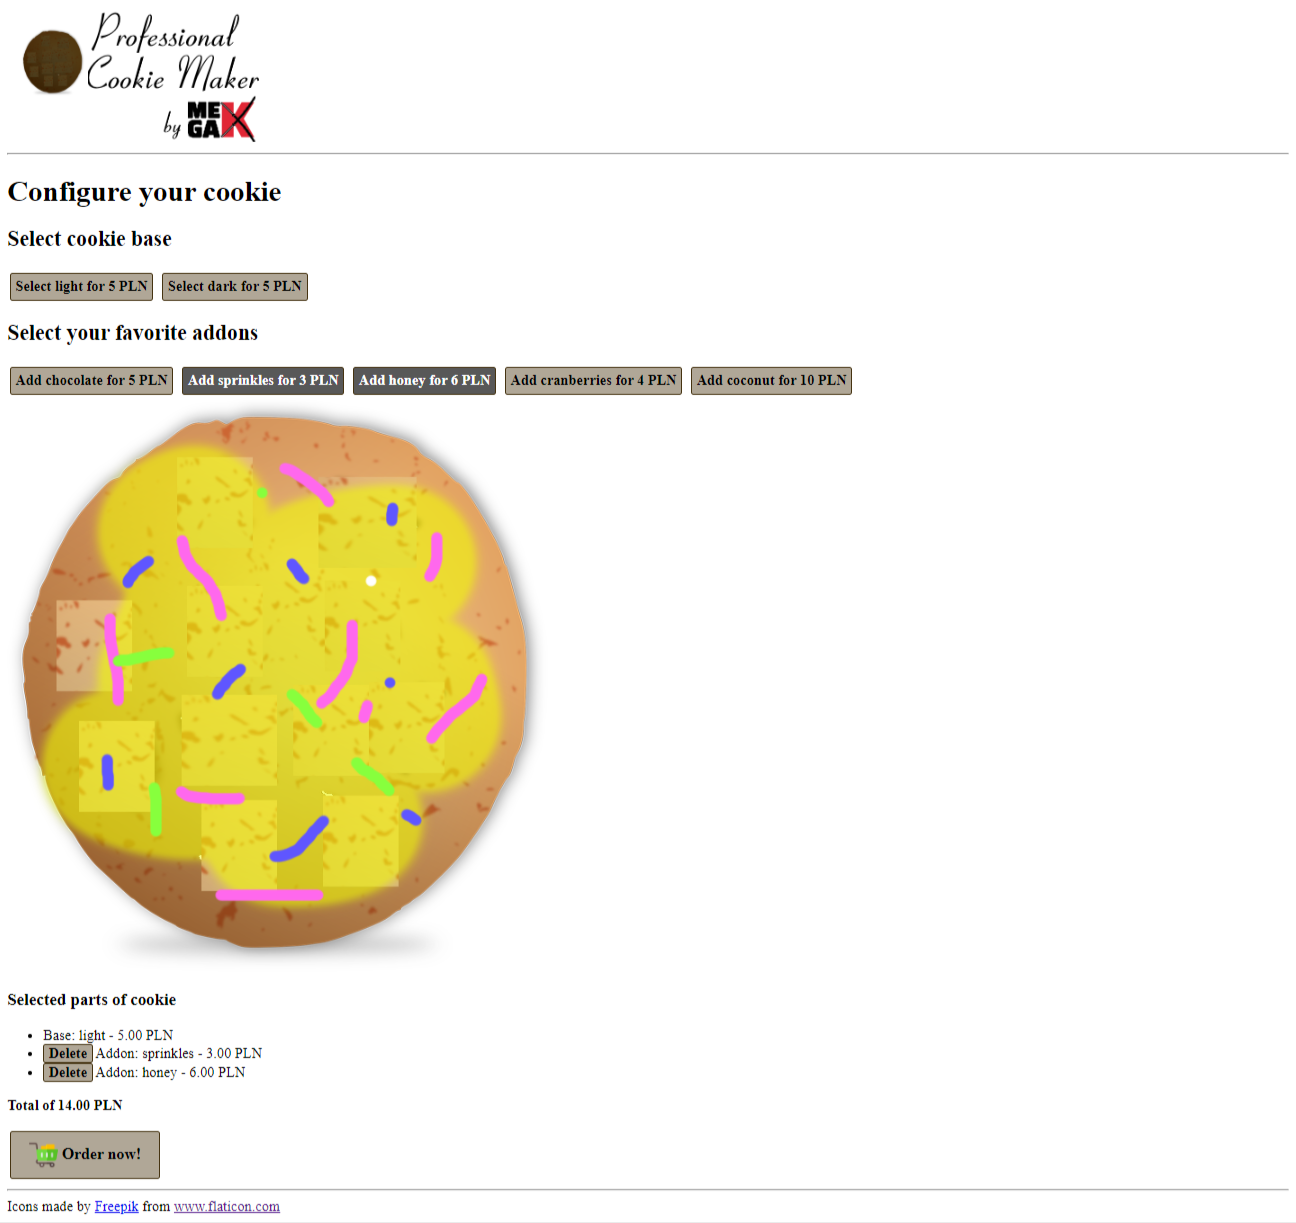 Professional
Cookie Maker
by MEGAK
Configure your cookie
Select cookie base
Select light for 5 PLN Select dark for 5 PLN
Select your favorite addons
Add chocolate for 5 PLN Add sprinkles for 3 PLN Add honey for 6 PLN Add cranberries for 4 PLN Add coconut for 10 PLN
Selected parts of cookie
Base: light - 5.00 PLN
Delete Addon: sprinkles - 3.00 PLN
Delete Addon: honey - 6.00 PLN
Total of 14.00 PLN
Order now!
Icons made by Freepik from www.flaticon.com